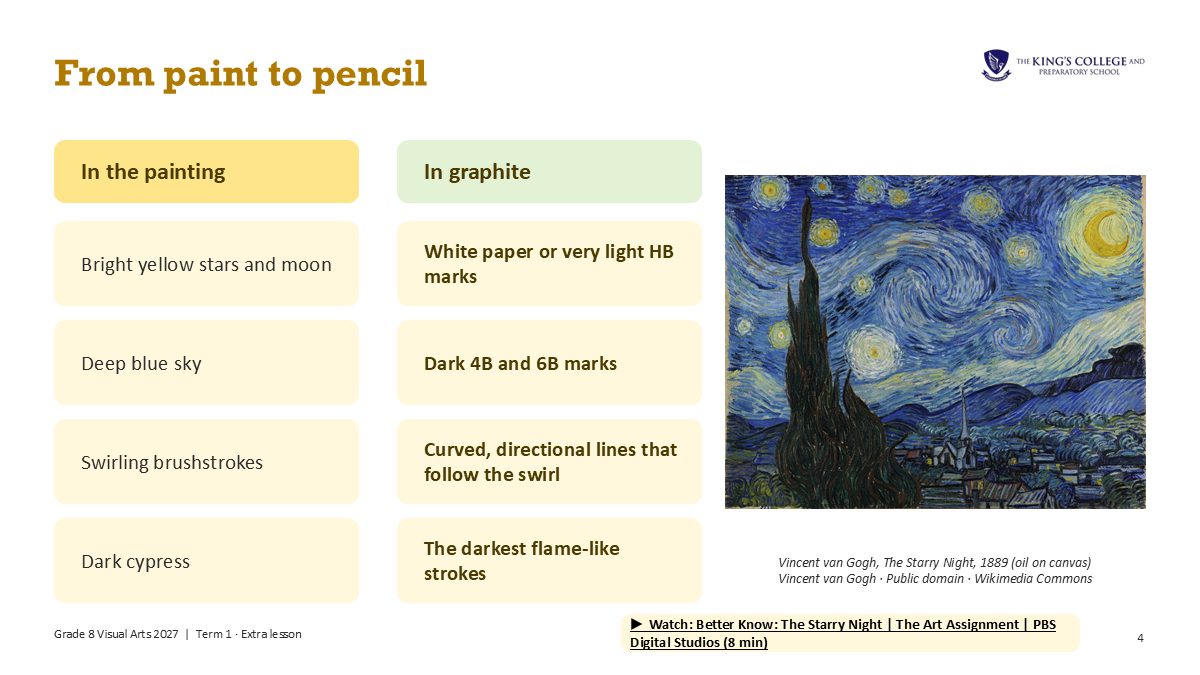 From paint to pencil
THE KING'S COLLEGE AND
PREPARATORY SCHOOL
In the painting
In graphite
Bright yellow stars and moon
White paper or very light HB
marks
Deep blue sky
Dark 4B and 6B marks
Swirling brushstrokes
Curved, directional lines that
follow the swirl
Dark cypress
The darkest flame-like
strokes
Vincent van Gogh, The Starry Night, 1889 (oil on canvas)
Vincent van Gogh · Public domain · Wikimedia Commons
Grade 8 Visual Arts 2027 | Term 1 · Extra lesson
▶ Watch: Better Know: The Starry Night | The Art Assignment | PBS
Digital Studios (8 min)
4